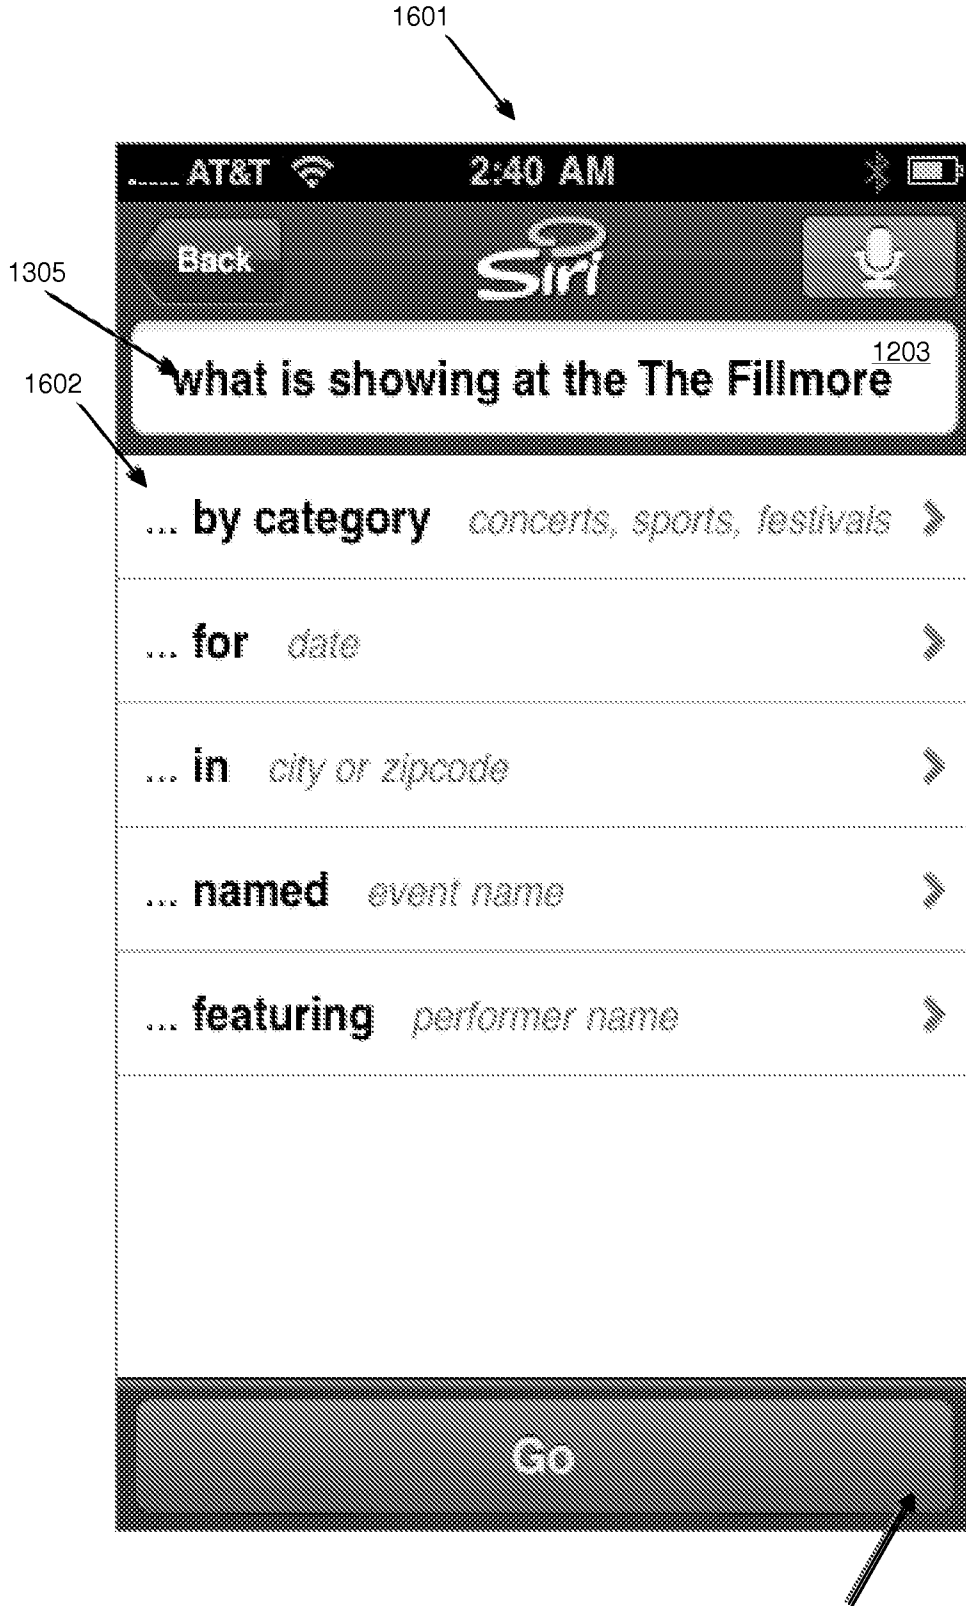 1601
AT&T 2:40 AM
Back Siri
1305
1203
what is showing at the The Fillmore
1602
... by category concerts, sports, festivals
... for date
... in city or zipcode
... named event name
... featuring performer name
Go